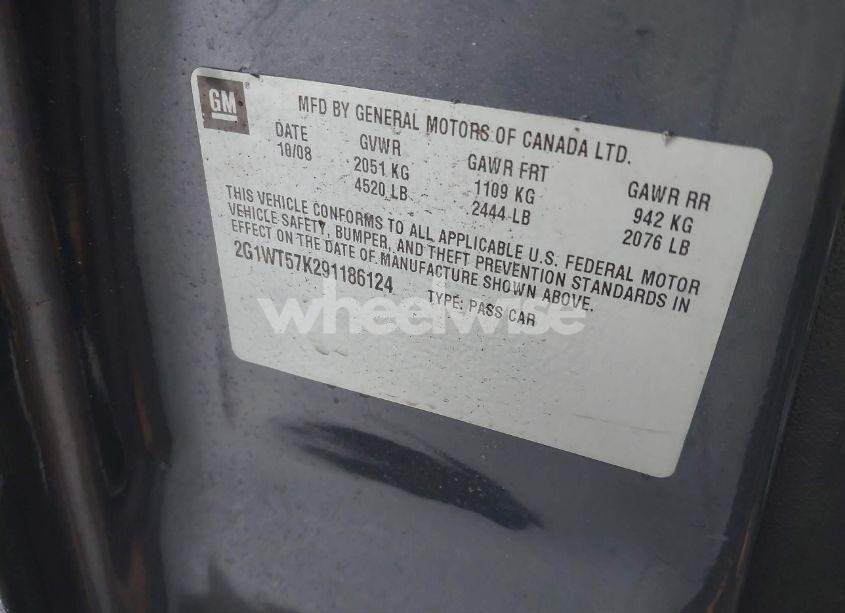 GM
MFD BY GENERAL MOTORS OF CANADA LTD.
DATE GVWR GAWR FRT GAWR RR
10/08 2051 KG 1109 KG 942 KG
4520 LB 2444 LB 2076 LB
THIS VEHICLE CONFORMS TO ALL APPLICABLE U.S. FEDERAL MOTOR
VEHICLE SAFETY, BUMPER, AND THEFT PREVENTION STANDARDS IN
EFFECT ON THE DATE OF MANUFACTURE SHOWN ABOVE.
2G1WT57K291186124 TYPE: PASS CAR
wheelwise